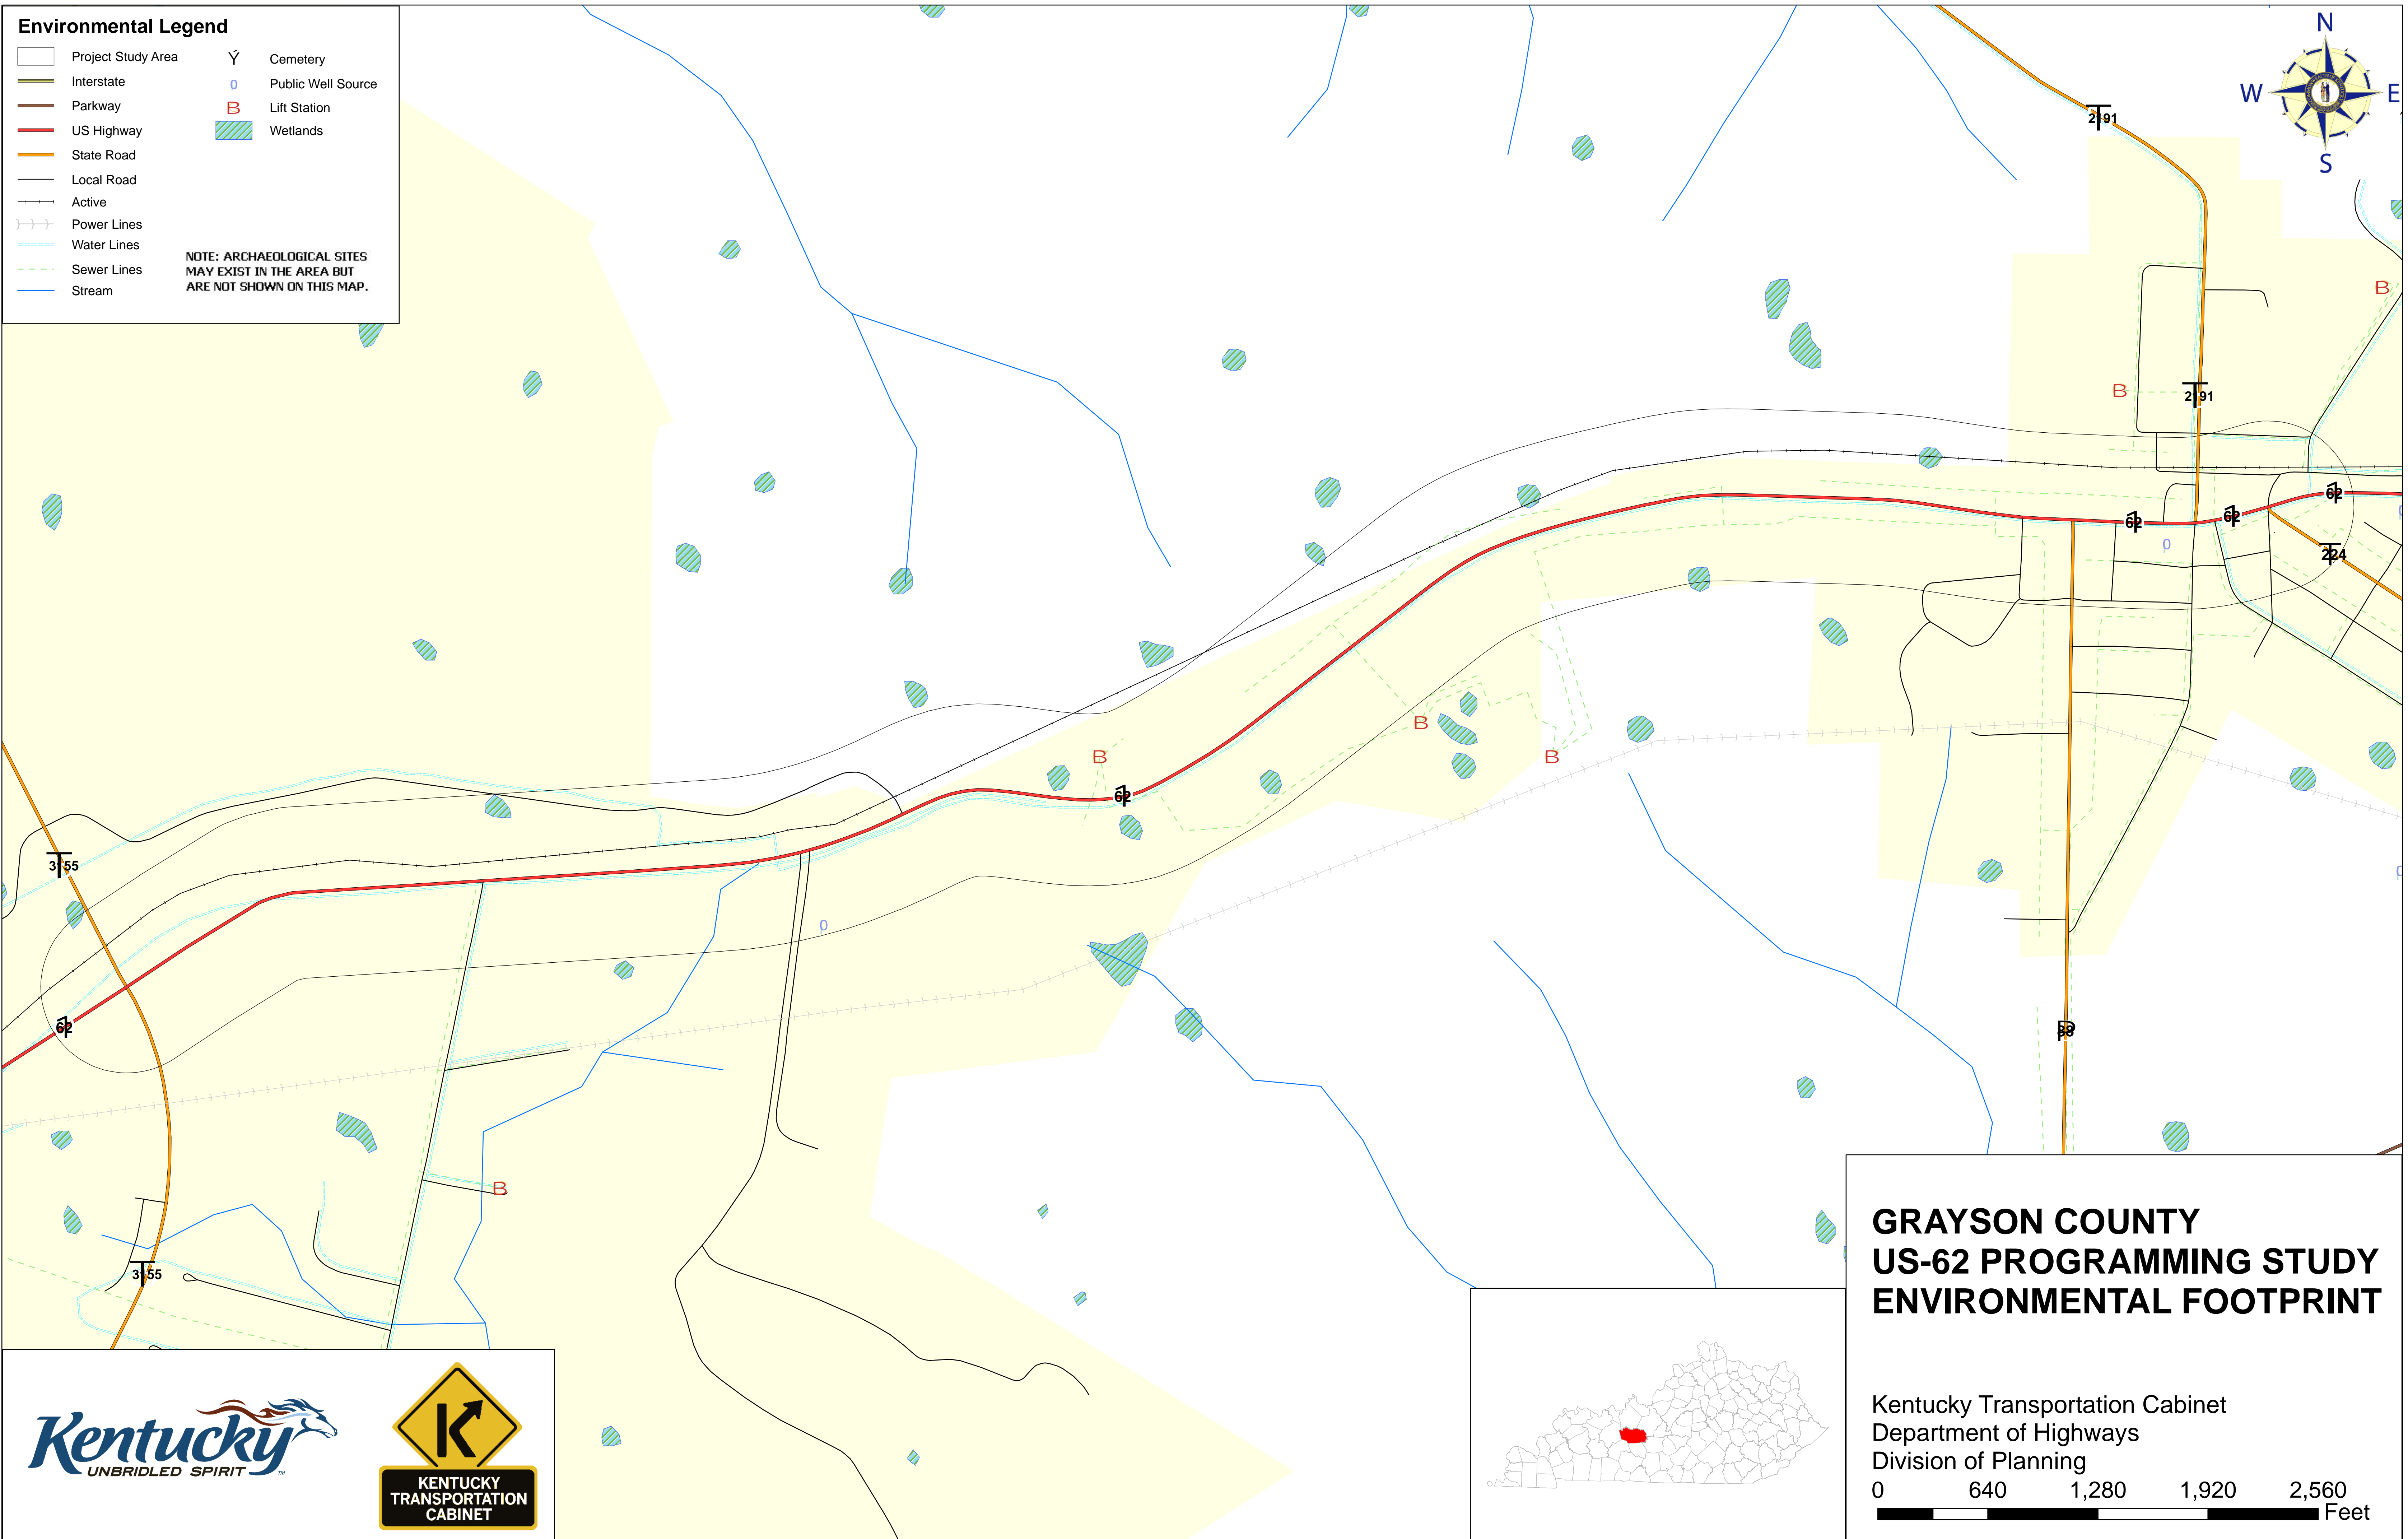 Environmental Legend
Project Study Area
Interstate
Parkway
US Highway
State Road
Local Road
Active
Power Lines
Water Lines
Sewer Lines
Stream
Ý Cemetery
0 Public Well Source
B Lift Station
Wetlands
NOTE: ARCHAEOLOGICAL SITES
MAY EXIST IN THE AREA BUT
ARE NOT SHOWN ON THIS MAP.
N
W E
S
2191
B
B
2191
62
62
62
0
224
B
B
B
62
3155
0
62
88
B
3155
GRAYSON COUNTY
US-62 PROGRAMMING STUDY
ENVIRONMENTAL FOOTPRINT
Kentucky Transportation Cabinet
Department of Highways
Division of Planning
0 640 1,280 1,920 2,560
Feet
Kentucky
UNBRIDLED SPIRIT TM
K
KENTUCKY
TRANSPORTATION
CABINET